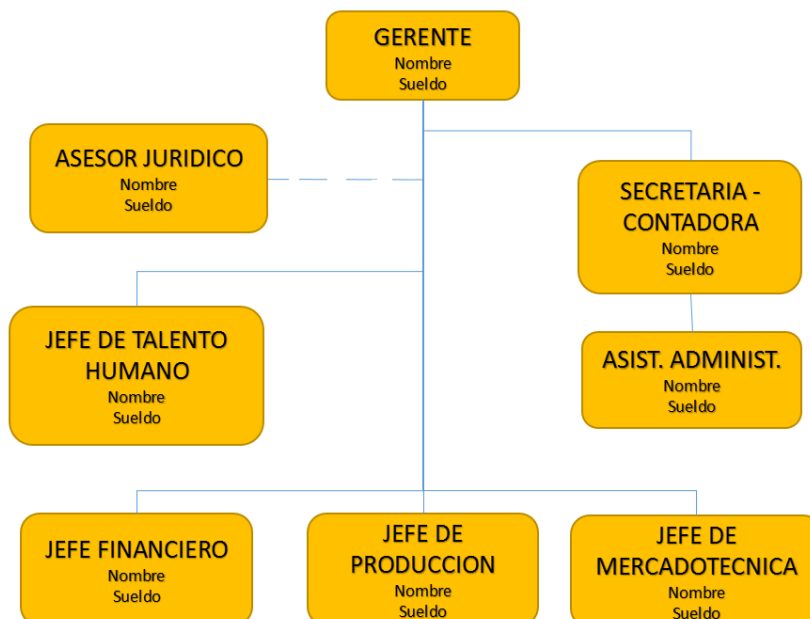 GERENTE
Nombre
Sueldo
ASESOR JURIDICO
Nombre
Sueldo
SECRETARIA -
CONTADORA
Nombre
Sueldo
JEFE DE TALENTO
HUMANO
Nombre
Sueldo
ASIST. ADMINIST.
Nombre
Sueldo
JEFE FINANCIERO
Nombre
Sueldo
JEFE DE
PRODUCCION
Nombre
Sueldo
JEFE DE
MERCADOTECNICA
Nombre
Sueldo